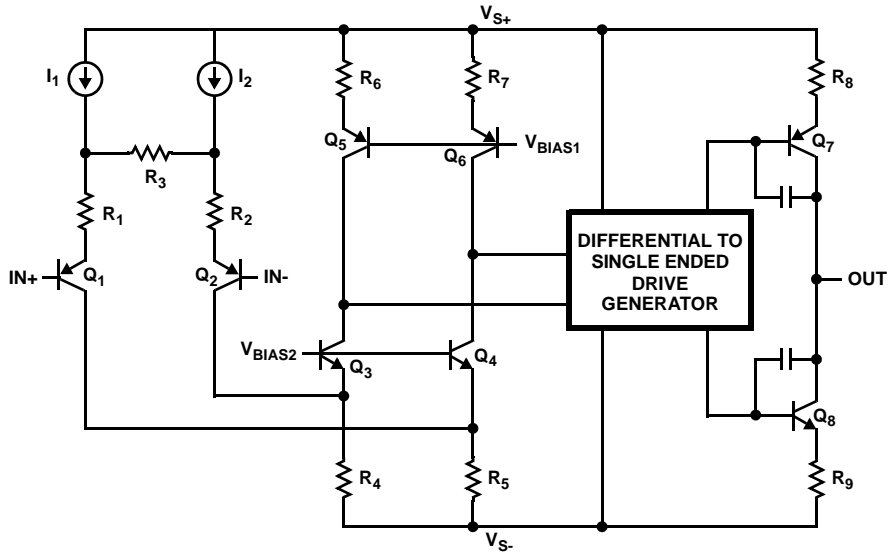 VS+
I1
I2
R6
R7
R8
Q5
Q6
VBIAS1
Q7
R3
R1
R2
IN+
Q1
Q2
IN-
DIFFERENTIAL TO
SINGLE ENDED
DRIVE
GENERATOR
OUT
VBIAS2
Q3
Q4
Q8
R4
R5
R9
VS-